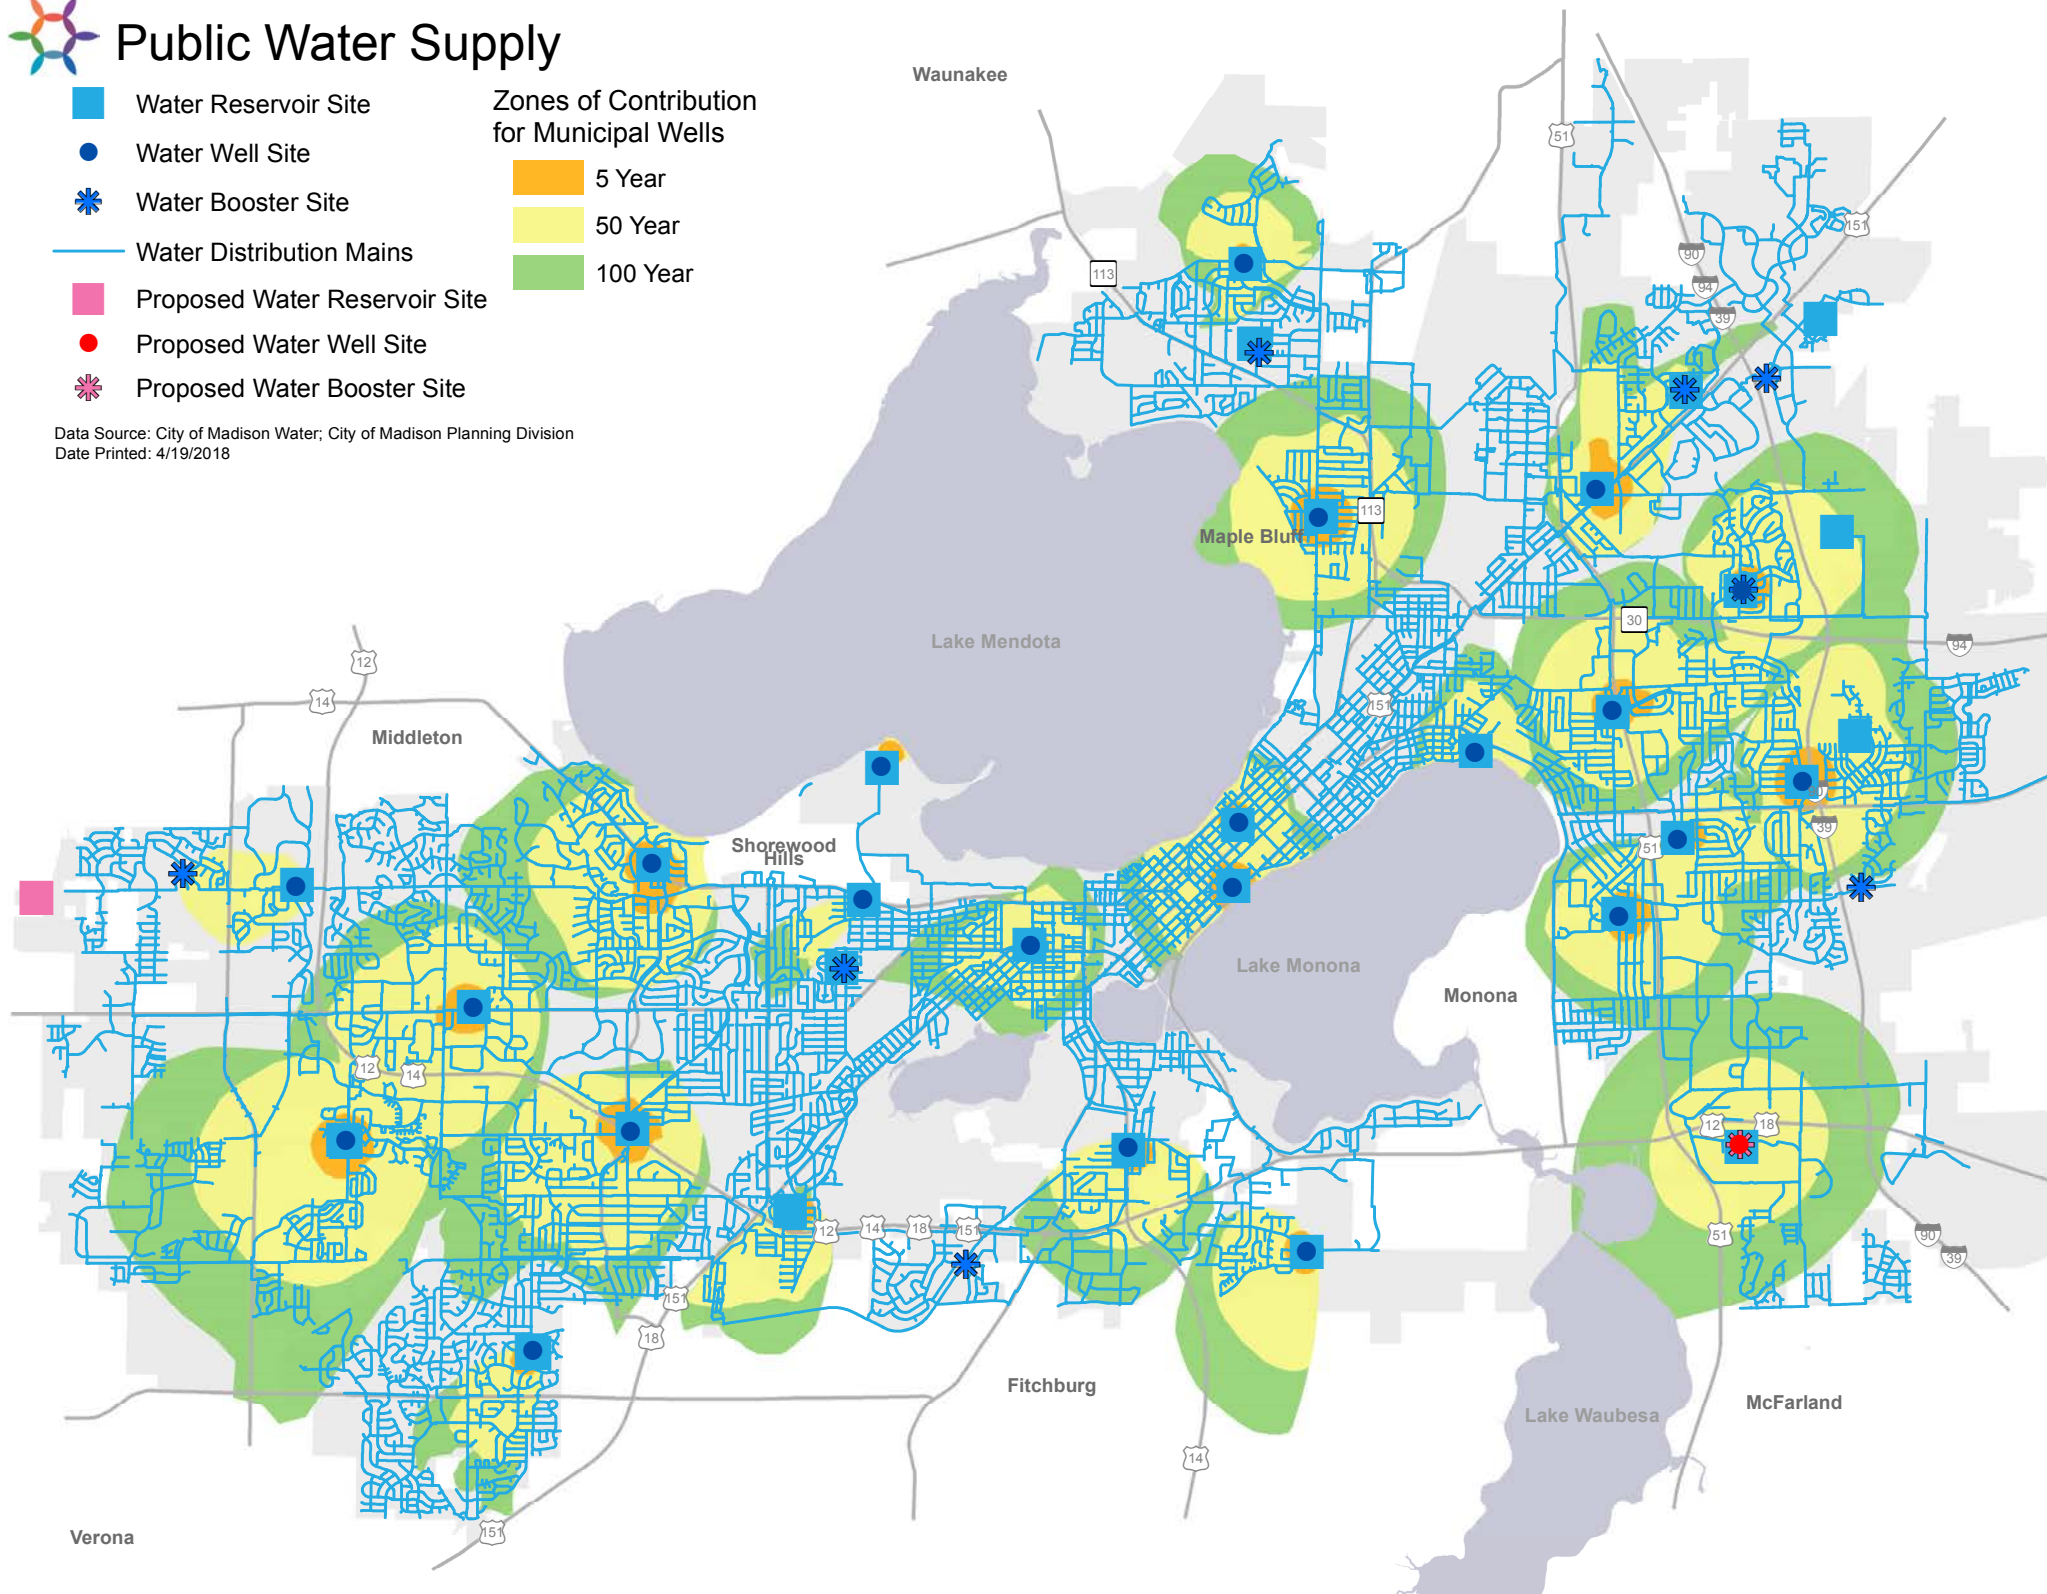 Public Water Supply
Water Reservoir Site
Water Well Site
Water Booster Site
Water Distribution Mains
Proposed Water Reservoir Site
Proposed Water Well Site
Proposed Water Booster Site
Zones of Contribution
for Municipal Wells
5 Year
50 Year
100 Year
Data Source: City of Madison Water; City of Madison Planning Division
Date Printed: 4/19/2018
Waunakee
51
151
90
94
39
113
113
Maple Bluff
30
94
Lake Mendota
12
14
151
Middleton
Shorewood
Hills
51
39
Lake Monona
Monona
12
14
12
18
12
14
18
151
51
90
39
151
18
Fitchburg
McFarland
Lake Waubesa
14
151
Verona